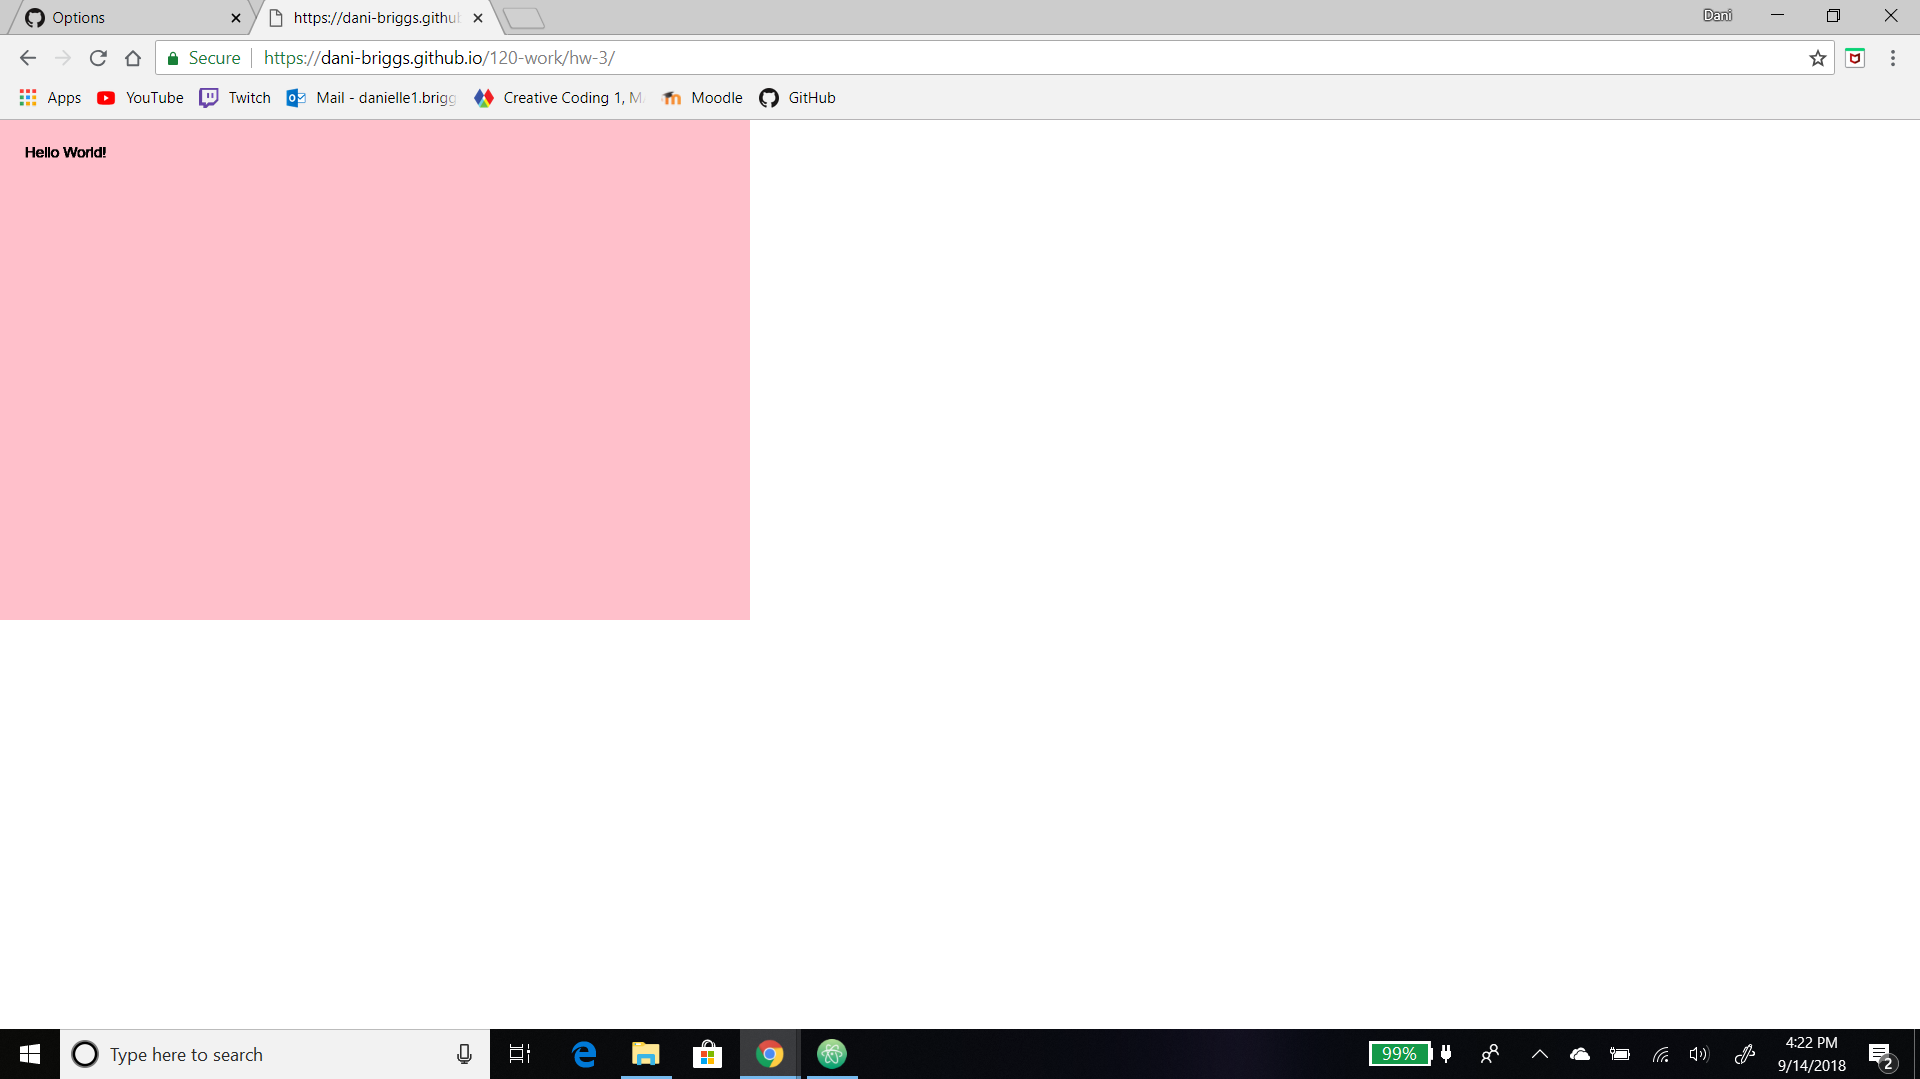 Options
https://dani-briggs.githu
Dani
Secure
https://dani-briggs.github.io/120-work/hw-3/
Apps
YouTube
Twitch
Mail - danielle1.brigg
Creative Coding 1, M
Moodle
GitHub
Hello World!
Type here to search
99%
4:22 PM
9/14/2018
2